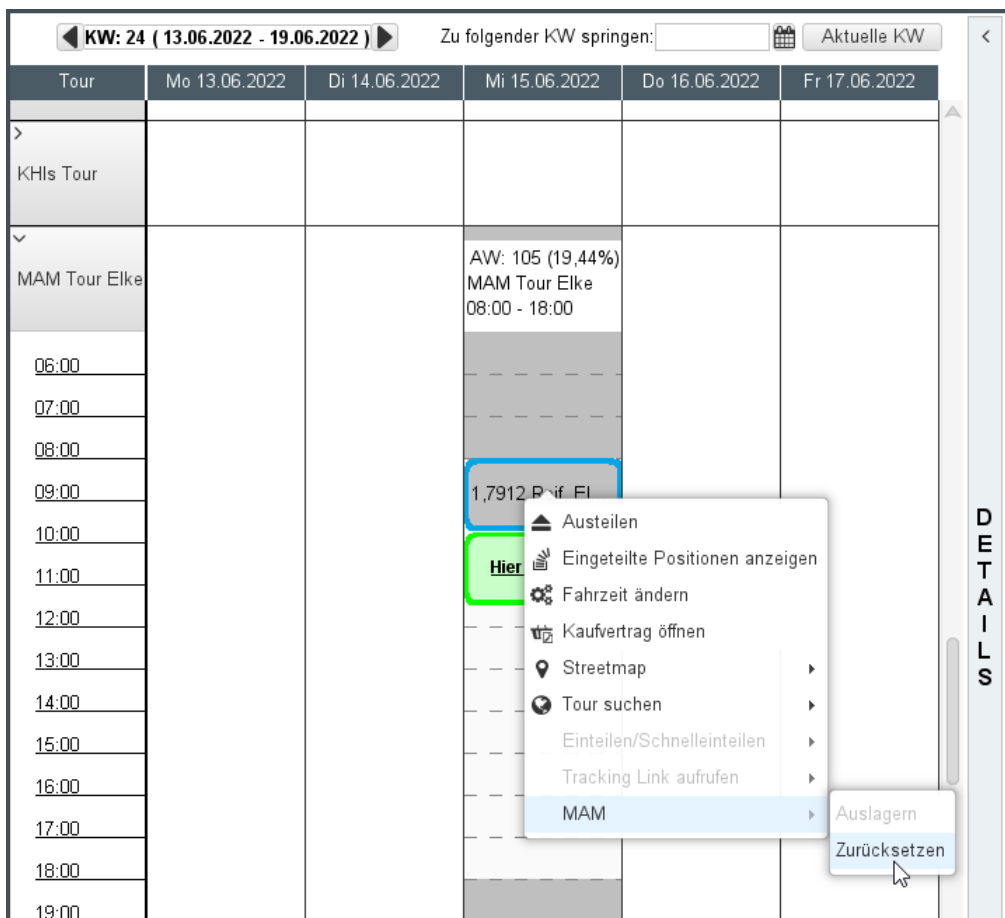 KW: 24 ( 13.06.2022 - 19.06.2022 ) Zu folgender KW springen: Aktuelle KW
Tour Mo 13.06.2022 Di 14.06.2022 Mi 15.06.2022 Do 16.06.2022 Fr 17.06.2022
KHIs Tour
MAM Tour Elke
AW: 105 (19,44%)
MAM Tour Elke
08:00 - 18:00
06:00
07:00
08:00
09:00
10:00
11:00
12:00
13:00
14:00
15:00
16:00
17:00
18:00
19:00
1,7912
Hier
Austeilen
Eingeteilte Positionen anzeigen
Fahrzeit ändern
Kaufvertrag öffnen
Streetmap
Tour suchen
Einteilen/Schnelleinteilen
Tracking Link aufrufen
MAM
Auslagern
Zurücksetzen
DETAILS